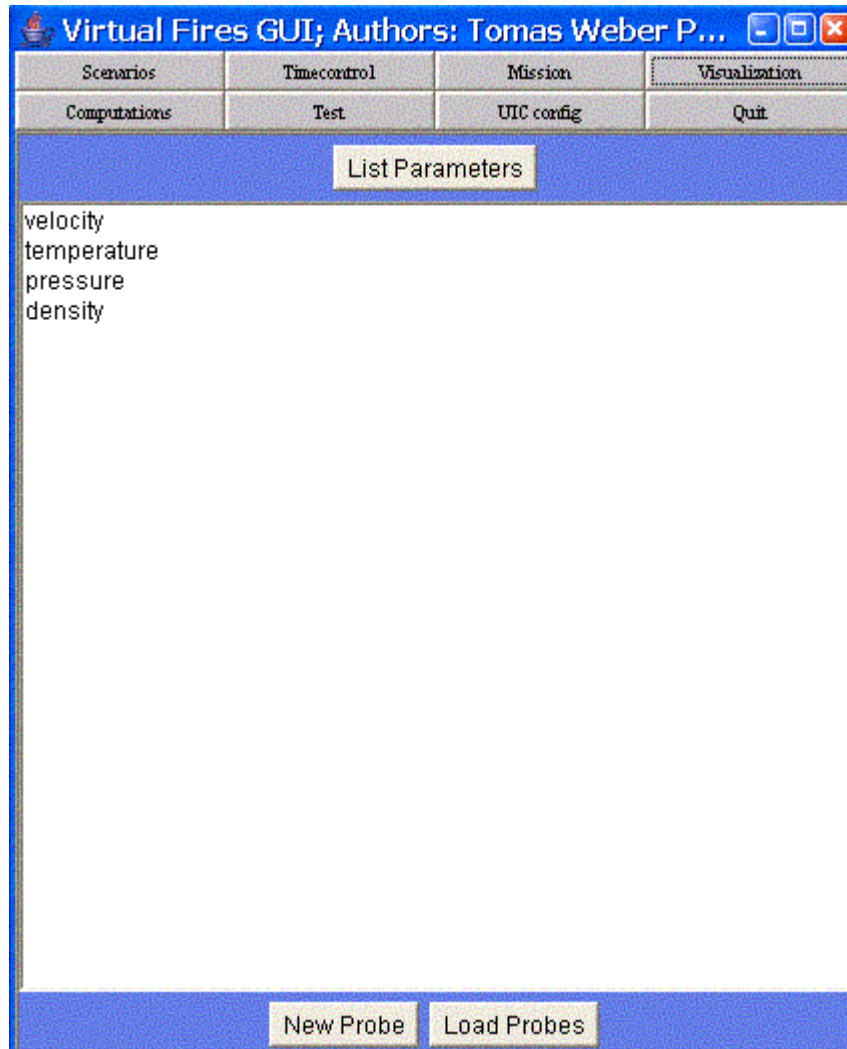 Virtual Fires GUI; Authors: Tomas Weber P...
Scenarios Timecontrol Mission Visualization
Computations Test UIC config Quit
List Parameters
velocity
temperature
pressure
density
New Probe Load Probes